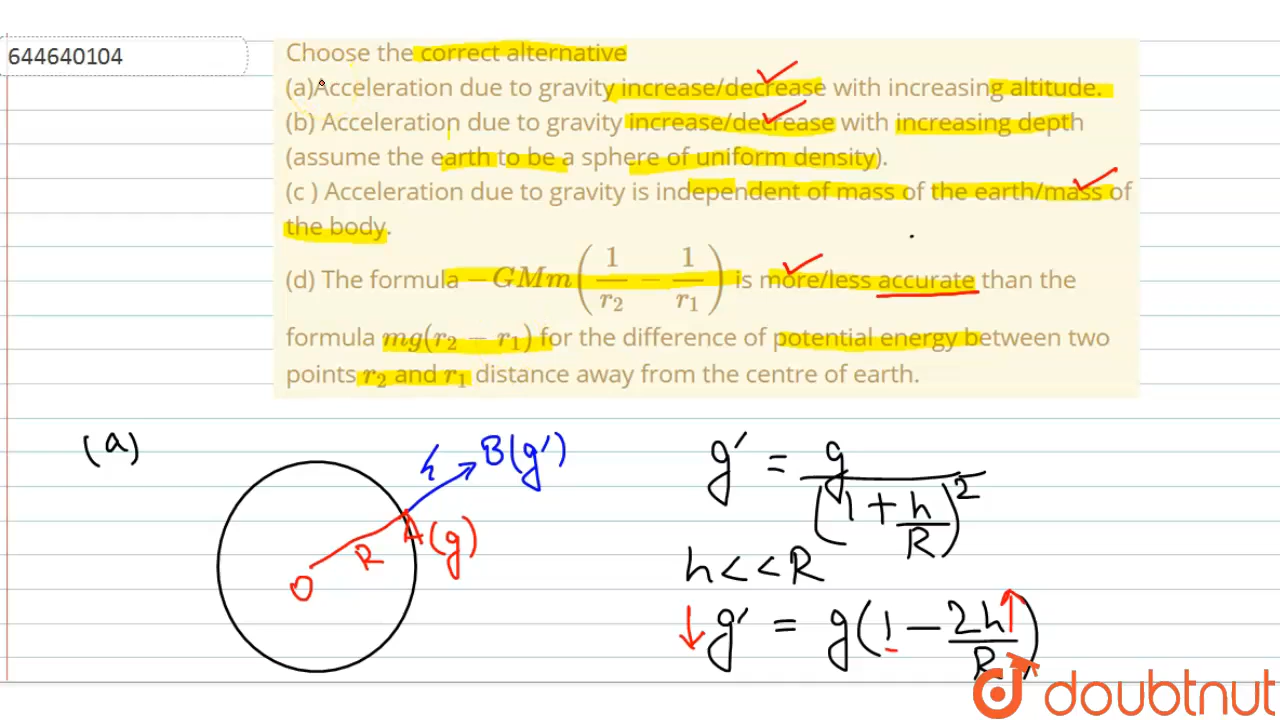 644640104
Choose the correct alternative
(a)Acceleration due to gravity increase/decrease with increasing altitude.
(b) Acceleration due to gravity increase/decrease with increasing depth
(assume the earth to be a sphere of uniform density).
(c ) Acceleration due to gravity is independent of mass of the earth/mass of
the body.
(d) The formula −GMm(1/r₂ − 1/r₁) is more/less accurate than the
formula mg(r₂ − r₁) for the difference of potential energy between two
points r₂ and r₁ distance away from the centre of earth.
(a)
h B(g')
A(g)
R
O
g' = g/(1 + h/R)²
h << R
↓ g' = g(1 − 2h↑/R)
doubtnut